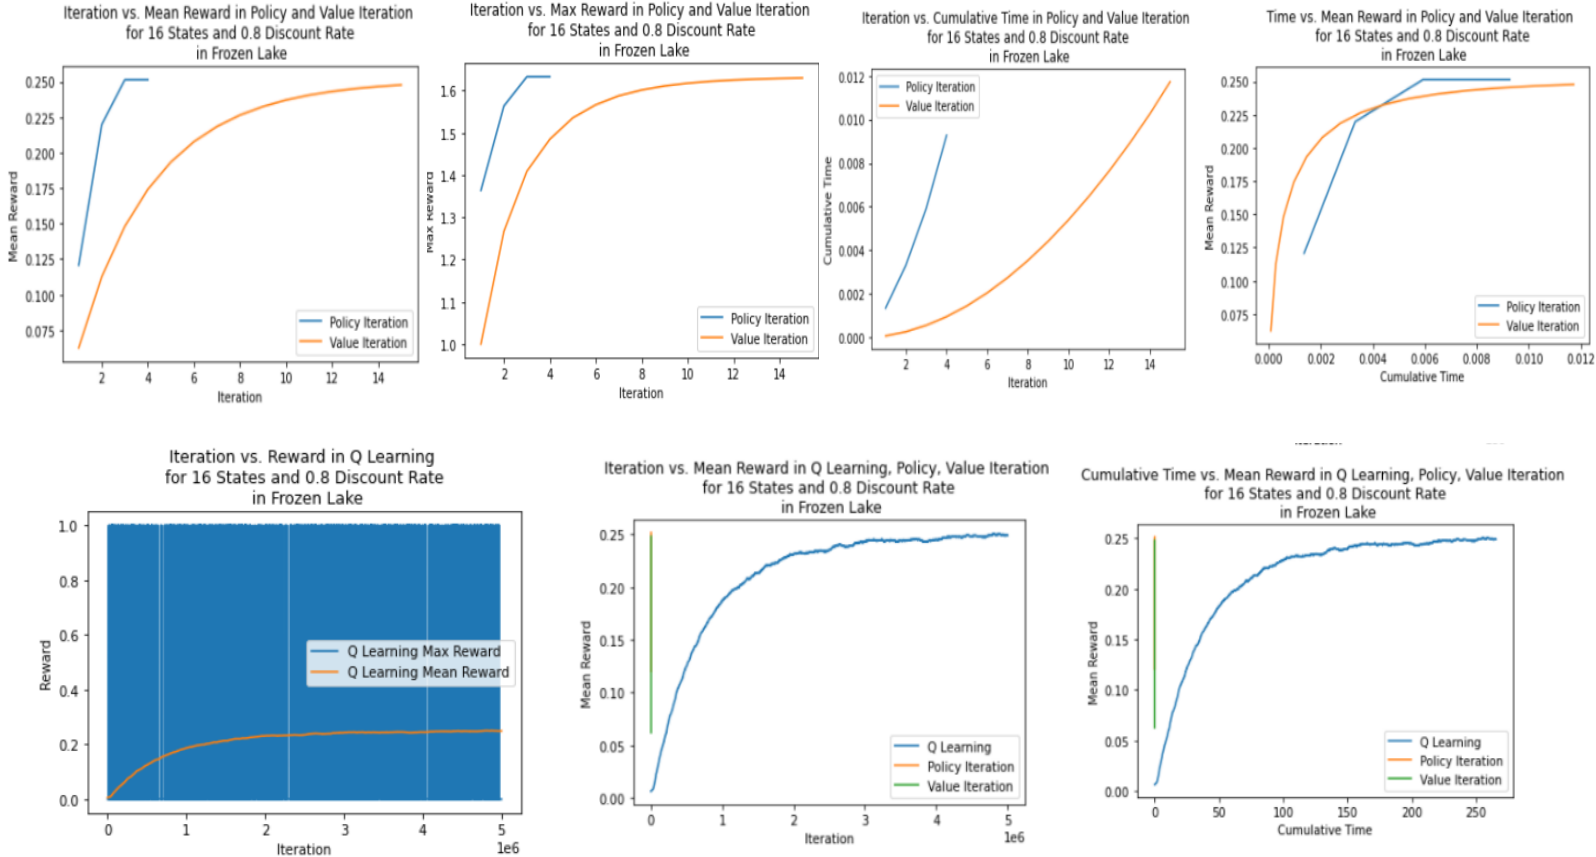 Iteration vs. Mean Reward in Policy and Value Iteration
for 16 States and 0.8 Discount Rate
in Frozen Lake
0.250
0.225
0.200
0.175
0.150
0.125
0.100
0.075
Mean Reward
Policy Iteration
Value Iteration
2 4 6 8 10 12 14
Iteration
Iteration vs. Max Reward in Policy and Value Iteration
for 16 States and 0.8 Discount Rate
in Frozen Lake
1.6
1.5
1.4
1.3
1.2
1.1
1.0
Max Reward
Policy Iteration
Value Iteration
2 4 6 8 10 12 14
Iteration
Iteration vs. Cumulative Time in Policy and Value Iteration
for 16 States and 0.8 Discount Rate
in Frozen Lake
0.012
0.010
0.008
0.006
0.004
0.002
0.000
Cumulative Time
Policy Iteration
Value Iteration
2 4 6 8 10 12 14
Iteration
Time vs. Mean Reward in Policy and Value Iteration
for 16 States and 0.8 Discount Rate
in Frozen Lake
0.250
0.225
0.200
0.175
0.150
0.125
0.100
0.075
Mean Reward
Policy Iteration
Value Iteration
0.000 0.002 0.004 0.006 0.008 0.010 0.012
Cumulative Time
Iteration vs. Reward in Q Learning
for 16 States and 0.8 Discount Rate
in Frozen Lake
1.0
0.8
0.6
0.4
0.2
0.0
Reward
Q Learning Max Reward
Q Learning Mean Reward
0 1 2 3 4 5
1e6
Iteration
Iteration vs. Mean Reward in Q Learning, Policy, Value Iteration
for 16 States and 0.8 Discount Rate
in Frozen Lake
0.25
0.20
0.15
0.10
0.05
0.00
Mean Reward
Q Learning
Policy Iteration
Value Iteration
0 1 2 3 4 5
1e6
Iteration
Cumulative Time vs. Mean Reward in Q Learning, Policy, Value Iteration
for 16 States and 0.8 Discount Rate
in Frozen Lake
0.25
0.20
0.15
0.10
0.05
0.00
Mean Reward
Q Learning
Policy Iteration
Value Iteration
0 50 100 150 200 250
Cumulative Time